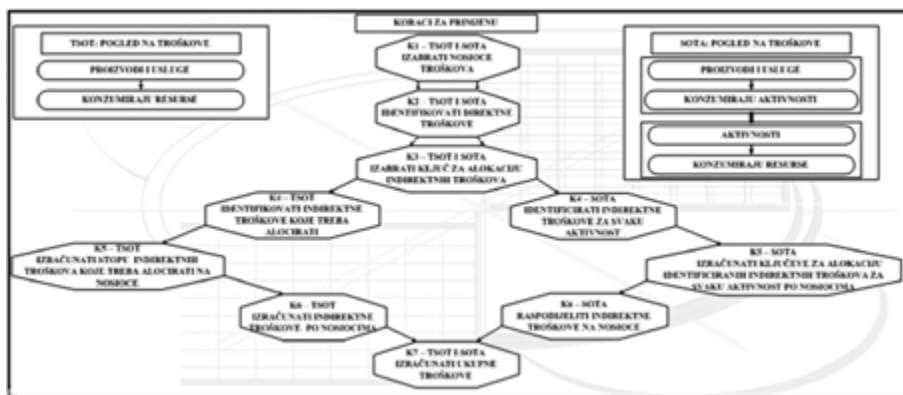 KORACI ZA PRIMJENU
TSOT: POGLED NA TROŠKOVE
PROIZVODI I USLUGE
KONZUMIRAJU RESURSE
SOTA: POGLED NA TROŠKOVE
PROIZVODI I USLUGE
KONZUMIRAJU AKTIVNOSTI
AKTIVNOSTI
KONZUMIRAJU RESURSE
K1 – TSOT I SOTA
IZABRATI NOSIOCE
TROŠKOVA
K2 – TSOT I SOTA
IDENTIFIKOVATI DIREKTNE
TROŠKOVE
K3 – TSOT I SOTA
IZABRATI KLJUČ ZA ALOKACIJU
INDIREKTNIH TROŠKOVA
K4 – TSOT
IDENTIFIKOVATI INDIREKTNE
TROŠKOVE KOJE TREBA
ALOCIRATI
K4 – SOTA
IDENTIFICIRATI INDIREKTNE
TROŠKOVE ZA SVAKU
AKTIVNOST
K5 – TSOT
IZRAČUNATI STOPU INDIREKTNIH
TROŠKOVA KOJE TREBA ALOCIRATI NA
NOSIOCE
K5 – SOTA
IZRAČUNATI KLJUČEVE ZA ALOKACIJU
IDENTIFICIRANIH INDIREKTNIH TROŠKOVA ZA
SVAKU AKTIVNOST PO NOSIOCIMA
K6 – TSOT
IZRAČUNATI INDIREKTNE
TROŠKOVE PO NOSIOCIMA
K6 – SOTA
RASPODIJELITI INDIREKTNE
TROŠKOVE NA NOSIOCE
K7 – TSOT I SOTA
IZRAČUNATI UKUPNE
TROŠKOVE